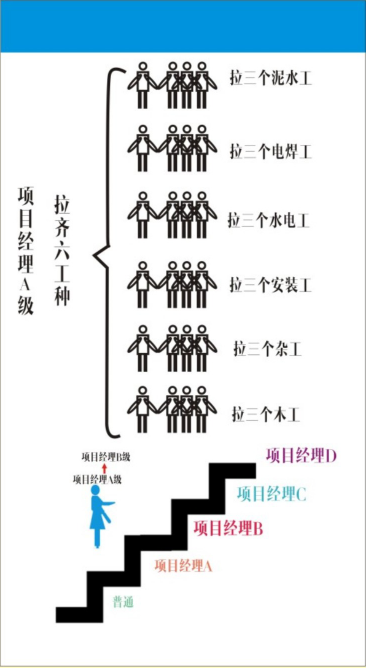 拉三个泥水工
拉三个电焊工
拉三个水电工
拉三个安装工
拉三个杂工
拉三个木工
拉齐六工种
项目经理A级
项目经理B级
项目经理A级
项目经理D
项目经理C
项目经理B
项目经理A
普通